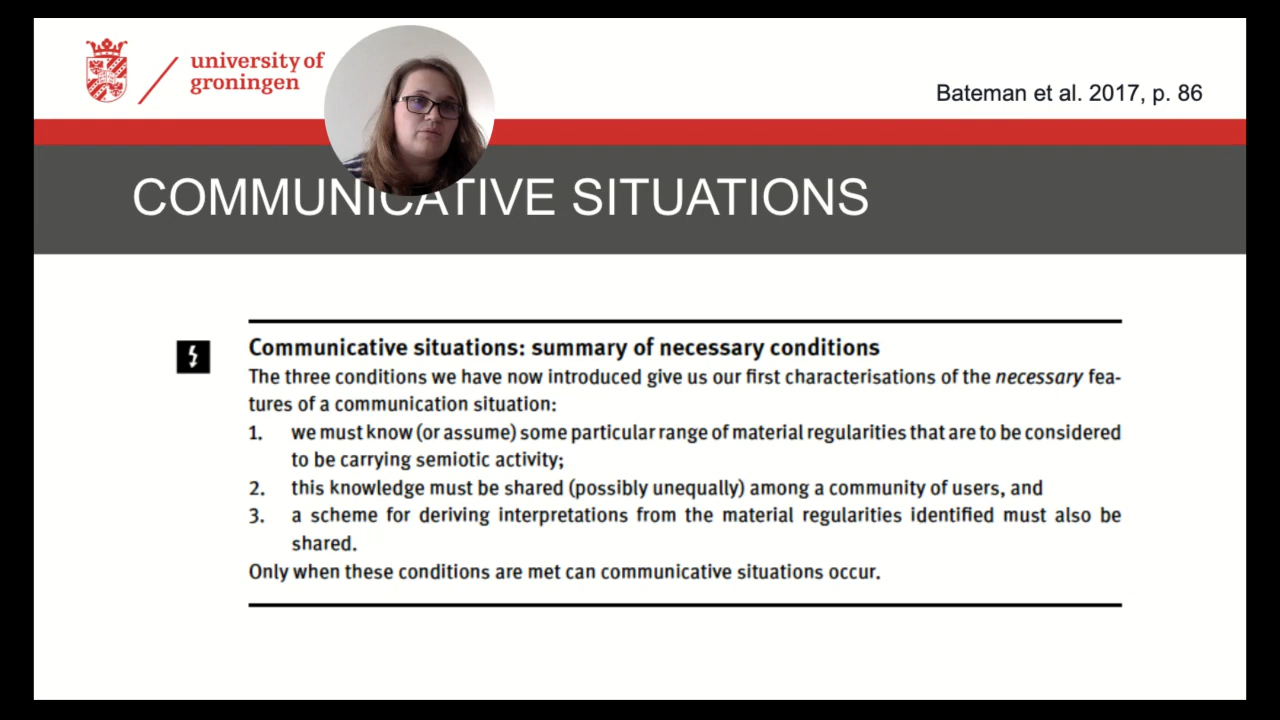 university of
groningen
Bateman et al. 2017, p. 86
COMMUNICATIVE SITUATIONS
Communicative situations: summary of necessary conditions
The three conditions we have now introduced give us our first characterisations of the necessary fea-
tures of a communication situation:
1. we must know (or assume) some particular range of material regularities that are to be considered
to be carrying semiotic activity;
2. this knowledge must be shared (possibly unequally) among a community of users, and
3. a scheme for deriving interpretations from the material regularities identified must also be
shared.
Only when these conditions are met can communicative situations occur.